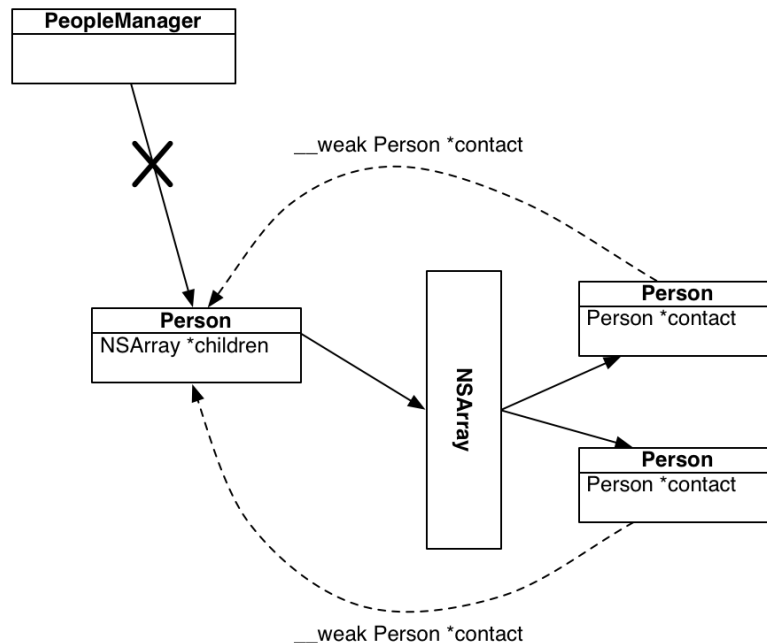 PeopleManager
__weak Person *contact
Person
NSArray *children
NSArray
Person
Person *contact
Person
Person *contact
__weak Person *contact